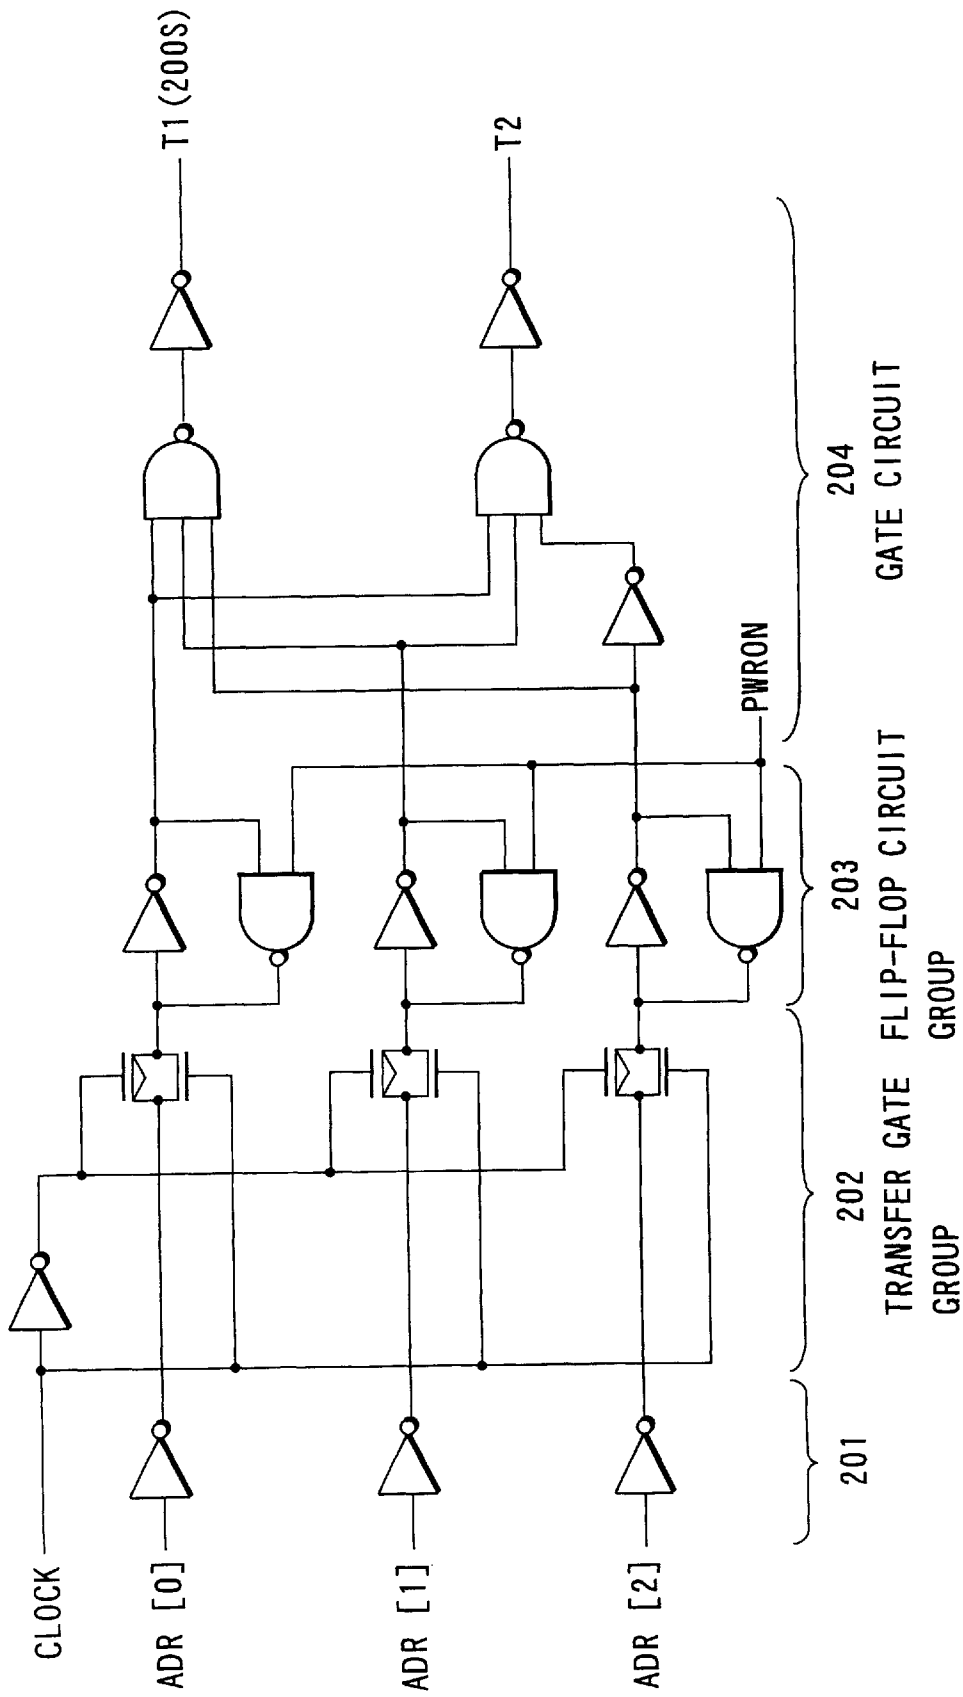 CLOCK
ADR [0]
ADR [1]
ADR [2]
T1(200S)
T2
PWRON
201
202
TRANSFER GATE
GROUP
203
FLIP-FLOP CIRCUIT
GROUP
204
GATE CIRCUIT